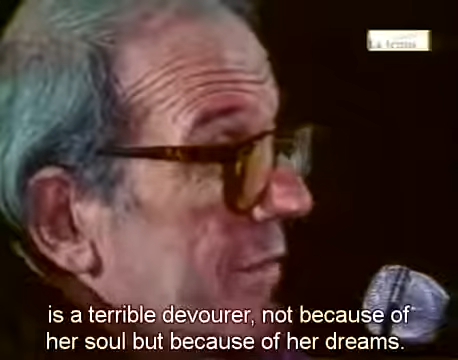 is a terrible devourer, not because of
her soul but because of her dreams.